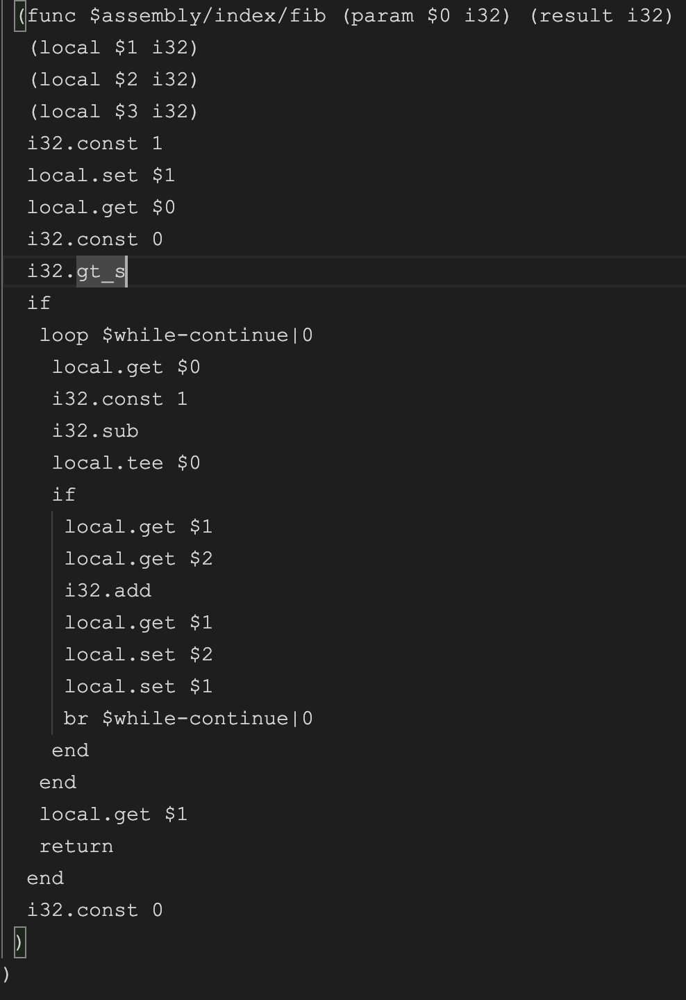 (func $assembly/index/fib (param $0 i32) (result i32)
(local $1 i32)
(local $2 i32)
(local $3 i32)
i32.const 1
local.set $1
local.get $0
i32.const 0
i32.gt_s
if
loop $while-continue|0
local.get $0
i32.const 1
i32.sub
local.tee $0
if
local.get $1
local.get $2
i32.add
local.get $1
local.set $2
local.set $1
br $while-continue|0
end
end
local.get $1
return
end
i32.const 0
)
)